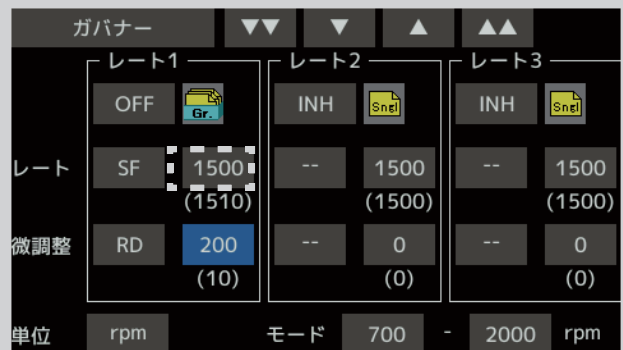 ガバナー ▼▼ ▼ ▲ ▲▲
レート1 レート2 レート3
OFF Gr. INH Sngl INH Sngl
レート SF 1500 -- 1500 -- 1500
(1510) (1500) (1500)
微調整 RD 200 -- 0 -- 0
(10) (0) (0)
単位 rpm モード 700 - 2000 rpm